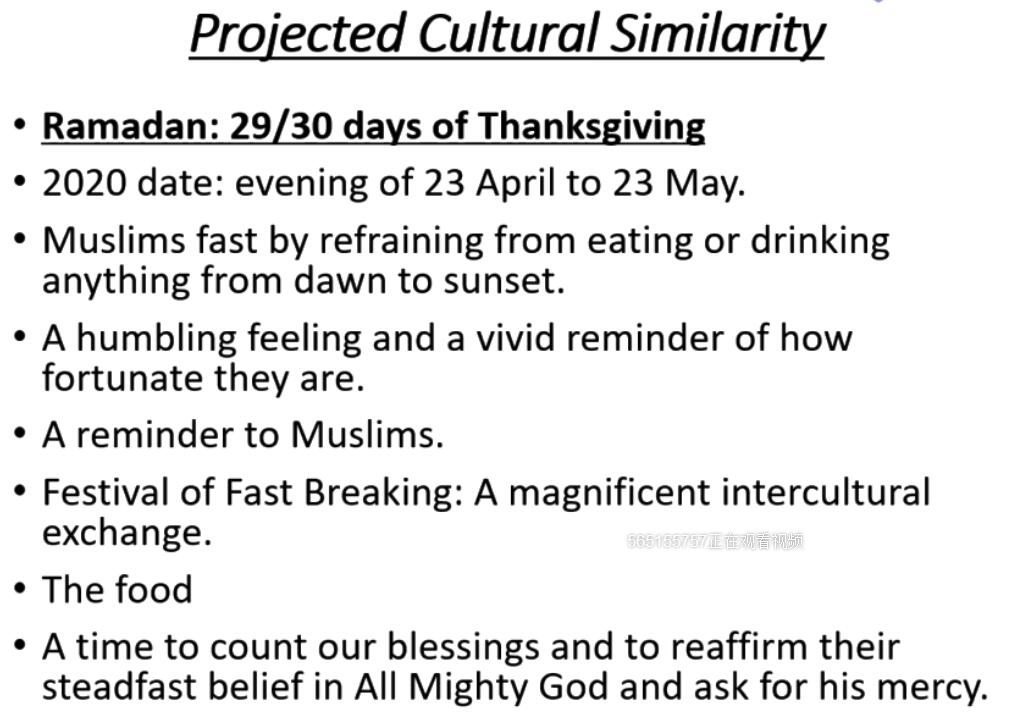 Projected Cultural Similarity
• Ramadan: 29/30 days of Thanksgiving
• 2020 date: evening of 23 April to 23 May.
• Muslims fast by refraining from eating or drinking
anything from dawn to sunset.
• A humbling feeling and a vivid reminder of how
fortunate they are.
• A reminder to Muslims.
• Festival of Fast Breaking: A magnificent intercultural
exchange.
565155757正在观看视频
• The food
• A time to count our blessings and to reaffirm their
steadfast belief in All Mighty God and ask for his mercy.